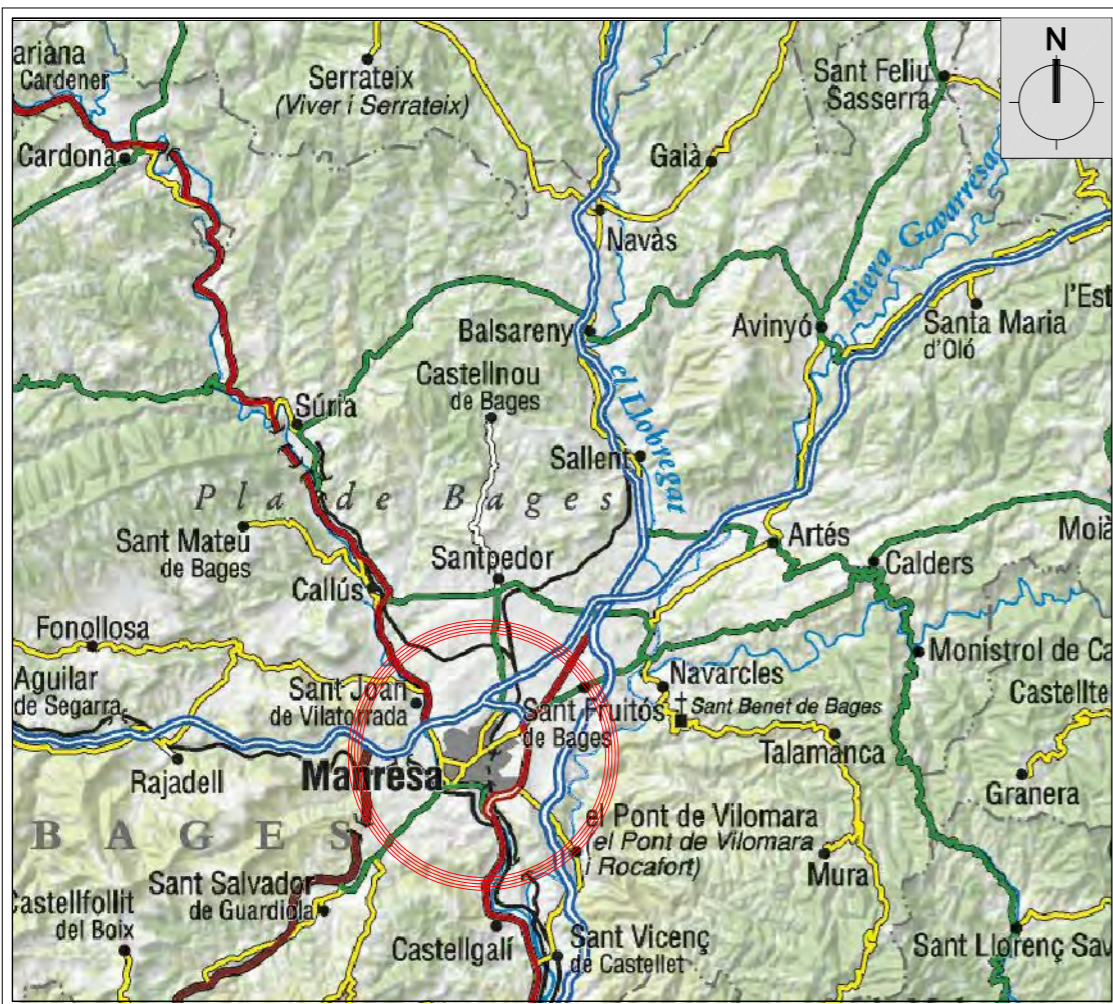 ariana
Cardener
Serrateix
(Viver i Serrateix)
Sant Feliu
Sasserra
N
Cardona
Gaià
Navàs
Riera Gavarresa
Balsareny
Avinyó
l'Est
Santa Maria
d'Oló
Castellnou
de Bages
el Llobregat
Súria
Sallent
Pla de Bages
Sant Mateu
de Bages
Santpedor
Artés
Moià
Calders
Callús
Fonollosa
Monistrol de Ca
Aguilar
de Segarra
Sant Joan
de Vilatorrada
Navarcles
Castellte
Sant Fruitós
de Bages
Sant Benet de Bages
Talamanca
Rajadell
Manresa
Granera
BAGES
el Pont de Vilomara
(el Pont de Vilomara
i Rocafort)
Mura
Sant Salvador
de Guardiola
Castellfollit
del Boix
Castellgalí
Sant Vicenç
de Castellet
Sant Llorenç Sav